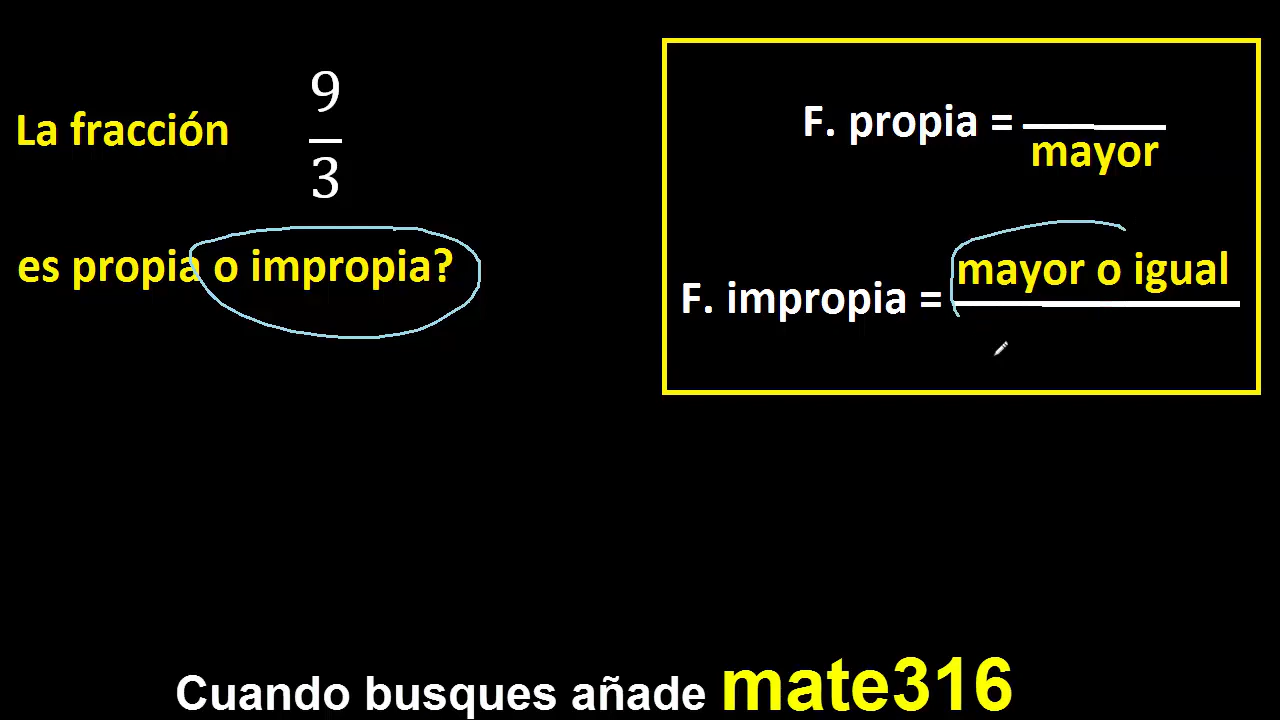 La fracción
9
3
es propia o impropia?
F. propia =
mayor
F. impropia =
mayor o igual
Cuando busques añade mate316